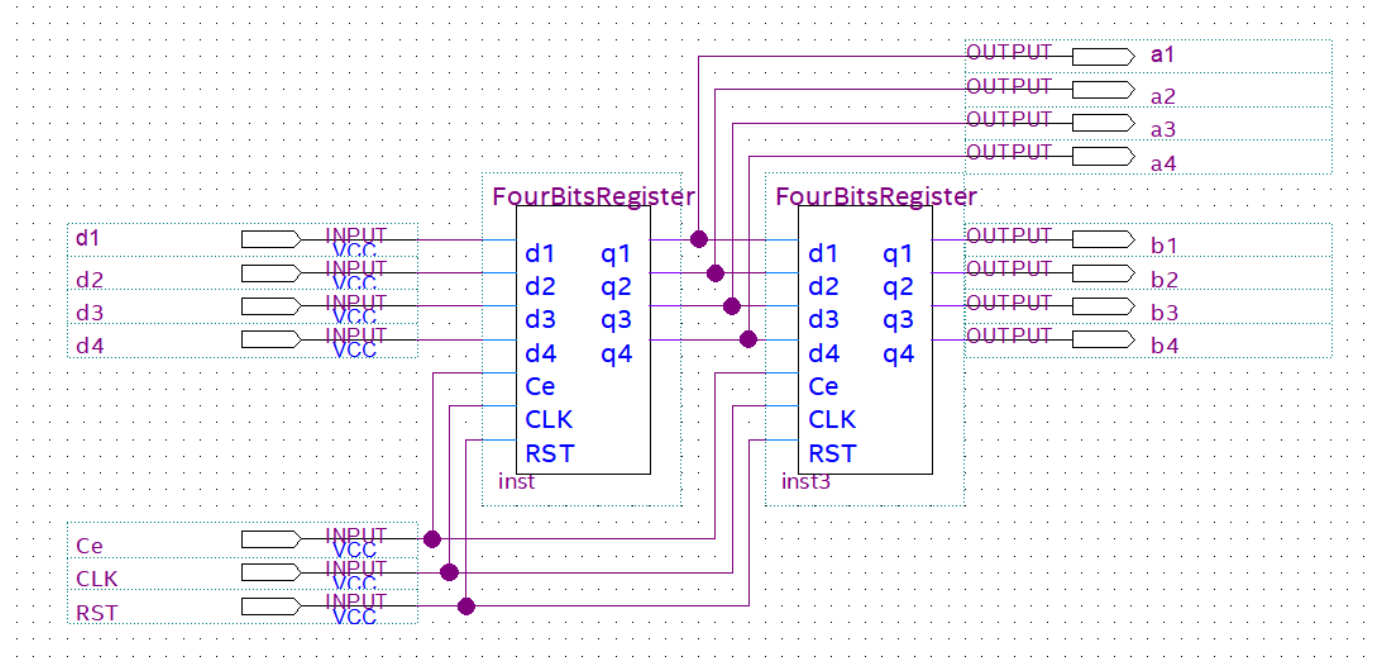 OUTPUT a1
OUTPUT a2
OUTPUT a3
OUTPUT a4
FourBitsRegister FourBitsRegister
d1 INPUT VCC d1 q1 d1 q1 OUTPUT b1
d2 INPUT VCC d2 q2 d2 q2 OUTPUT b2
d3 INPUT VCC d3 q3 d3 q3 OUTPUT b3
d4 INPUT VCC d4 q4 d4 q4 OUTPUT b4
Ce Ce
CLK CLK
RST RST
inst inst3
Ce INPUT VCC
CLK INPUT VCC
RST INPUT VCC